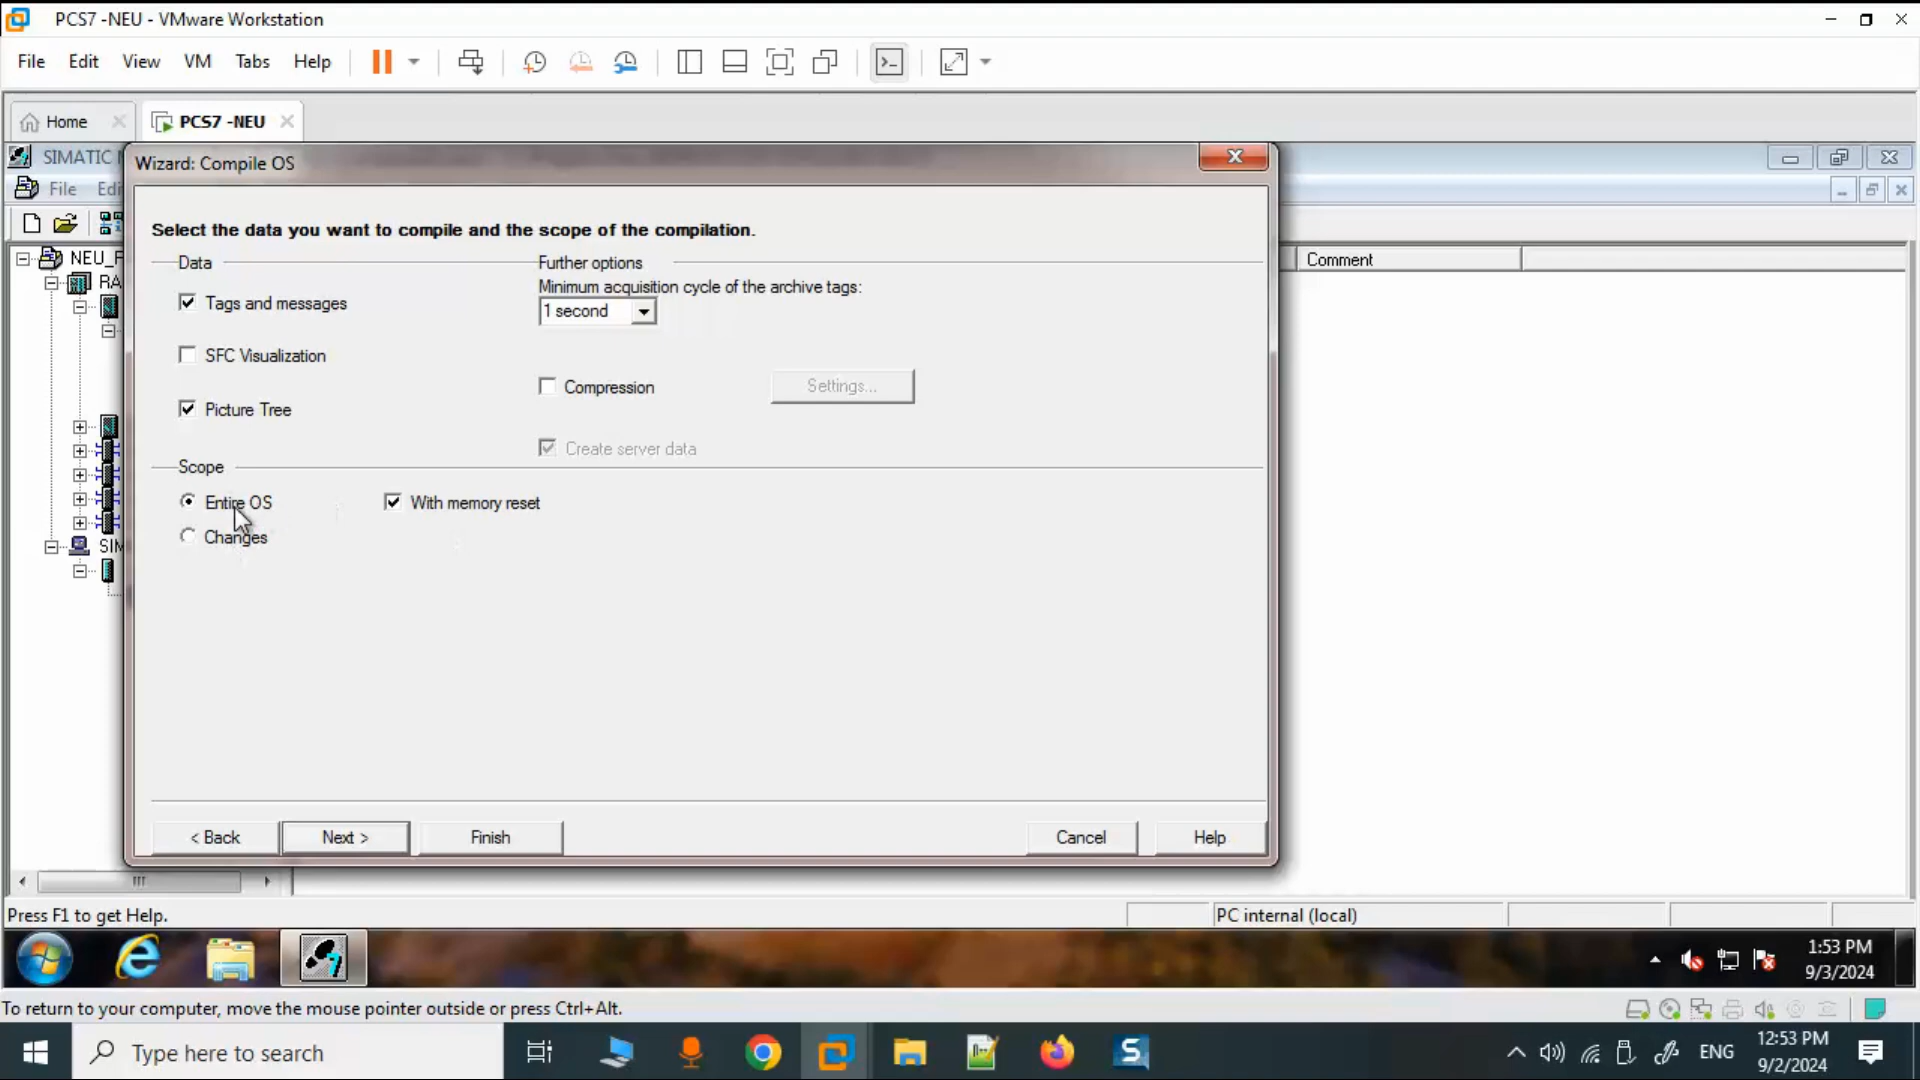 PCS7 -NEU - VMware Workstation
File Edit View VM Tabs Help
Home PCS7 -NEU
SIMATIC
Wizard: Compile OS
File
Select the data you want to compile and the scope of the compilation.
Data Further options
Minimum acquisition cycle of the archive tags:
Tags and messages 1 second
SFC Visualization
Compression Settings...
Picture Tree
Create server data
Scope
Entire OS With memory reset
Changes
Comment
< Back Next > Finish Cancel Help
Press F1 to get Help. PC internal (local)
1:53 PM
9/3/2024
To return to your computer, move the mouse pointer outside or press Ctrl+Alt.
Type here to search ENG
12:53 PM
9/2/2024